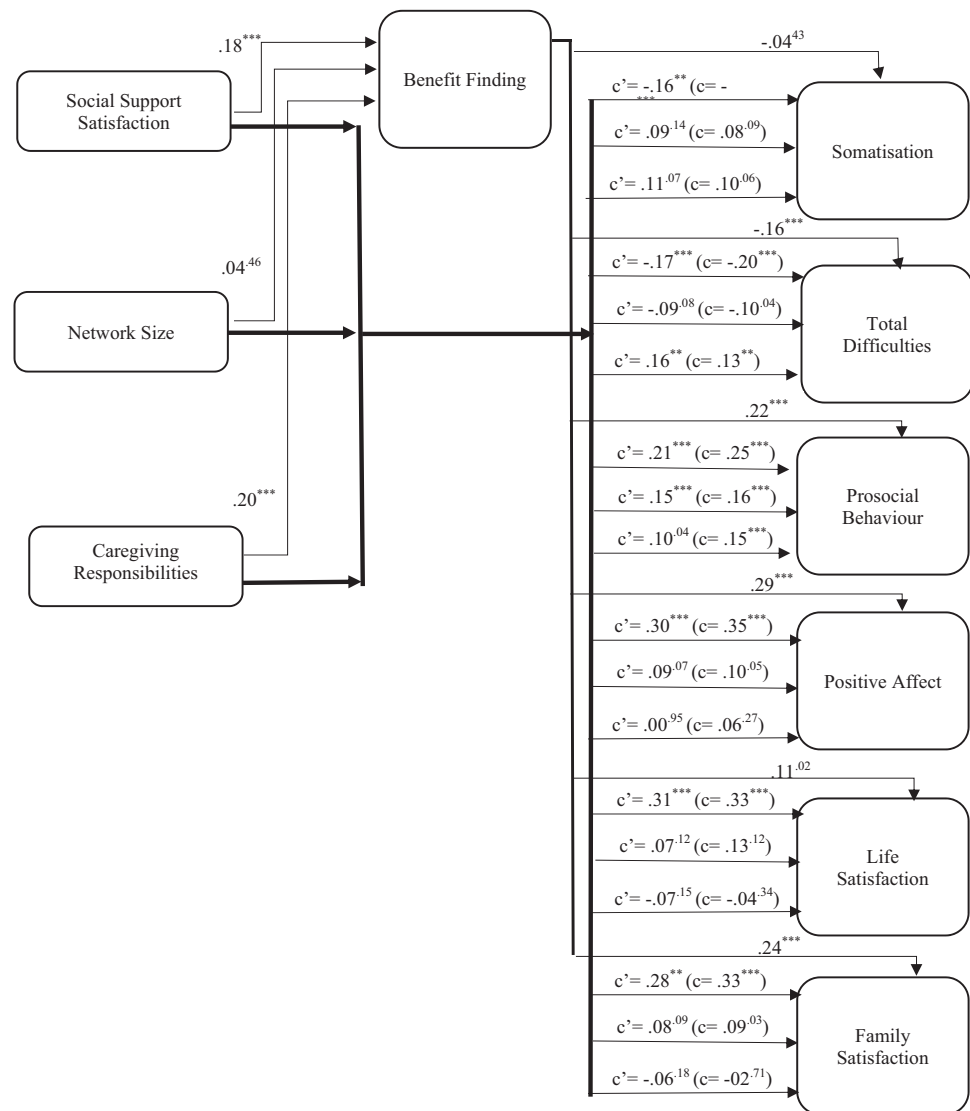 .18***
Social Support
Satisfaction
Benefit Finding
-.04⁴³
c'= -.16** (c= -
***
c'= .09.14 (c= .08.09)
c'= .11.07 (c= .10.06)
Somatisation
.04.46
Network Size
-.16***
c'= -.17*** (c= -.20***)
c'= -.09.08 (c= -.10.04)
c'= .16** (c= .13**)
Total
Difficulties
.20***
Caregiving
Responsibilities
.22***
c'= .21*** (c= .25***)
c'= .15*** (c= .16***)
c'= .10.04 (c= .15***)
Prosocial
Behaviour
.29***
c'= .30*** (c= .35***)
c'= .09.07 (c= .10.05)
c'= .00.95 (c= .06.27)
Positive Affect
.11.02
c'= .31*** (c= .33***)
c'= .07.12 (c= .13.12)
c'= -.07.15 (c= -.04.34)
Life
Satisfaction
.24***
c'= .28** (c= .33***)
c'= .08.09 (c= .09.03)
c'= -.06.18 (c= -02.71)
Family
Satisfaction